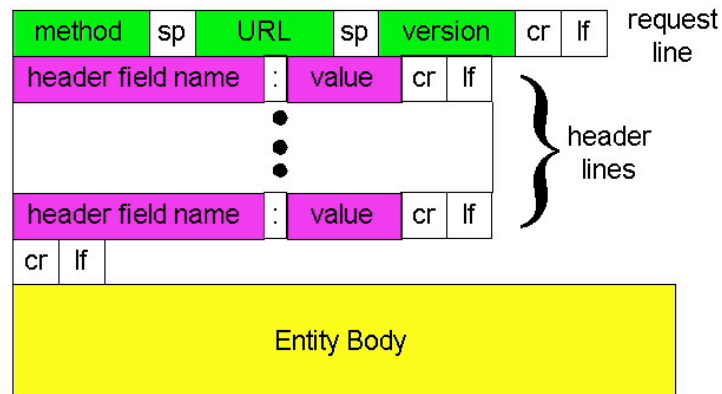 method sp URL sp version cr lf request line
header field name : value cr lf
header lines
header field name : value cr lf
cr lf
Entity Body